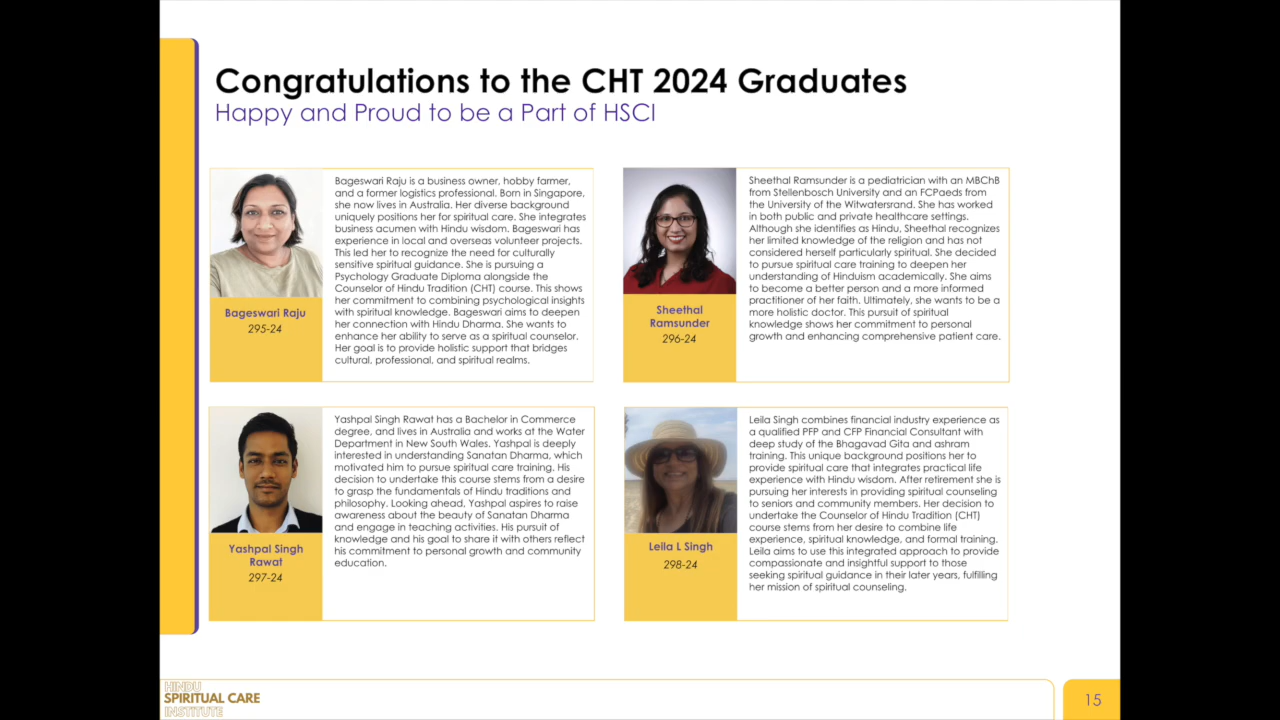 Congratulations to the CHT 2024 Graduates
Happy and Proud to be a Part of HSCI
Bageswari Raju
295-24
Bageswari Raju is a business owner, hobby farmer,
and a former logistics professional. Born in Singapore,
she now lives in Australia. Her diverse background
uniquely positions her for spiritual care. She integrates
business acumen with Hindu wisdom. Bageswari has
experience in local and overseas volunteer projects.
This led her to recognize the need for culturally
sensitive spiritual guidance. She is pursuing a
Psychology Graduate Diploma alongside the
Counselor of Hindu Tradition (CHT) course. This shows
her commitment to combining psychological insights
with spiritual knowledge. Bageswari aims to deepen
her connection with Hindu Dharma. She wants to
enhance her ability to serve as a spiritual counselor.
Her goal is to provide holistic support that bridges
cultural, professional, and spiritual realms.
Sheethal
Ramsunder
296-24
Sheethal Ramsunder is a pediatrician with an MBChB
from Stellenbosch University and an FCPaeds from
the University of the Witwatersrand. She has worked
in both public and private healthcare settings.
Although she identifies as Hindu, Sheethal recognizes
her limited knowledge of the religion and has not
considered herself particularly spiritual. She decided
to pursue spiritual care training to deepen her
understanding of Hinduism academically. She aims
to become a better person and a more informed
practitioner of her faith. Ultimately, she wants to be a
more holistic doctor. This pursuit of spiritual
knowledge shows her commitment to personal
growth and enhancing comprehensive patient care.
Yashpal Singh
Rawat
297-24
Yashpal Singh Rawat has a Bachelor in Commerce
degree, and lives in Australia and works at the Water
Department in New South Wales. Yashpal is deeply
interested in understanding Sanatan Dharma, which
motivated him to pursue spiritual care training. His
decision to undertake this course stems from a desire
to grasp the fundamentals of Hindu traditions and
philosophy. Looking ahead, Yashpal aspires to raise
awareness about the beauty of Sanatan Dharma
and engage in teaching activities. His pursuit of
knowledge and his goal to share it with others reflect
his commitment to personal growth and community
education.
Leila L Singh
298-24
Leila Singh combines financial industry experience as
a qualified PFP and CFP Financial Consultant with
deep study of the Bhagavad Gita and ashram
training. This unique background positions her to
provide spiritual care that integrates practical life
experience with Hindu wisdom. After retirement she is
pursuing her interests in providing spiritual counseling
to seniors and community members. Her decision to
undertake the Counselor of Hindu Tradition (CHT)
course stems from her desire to combine life
experience, spiritual knowledge, and formal training.
Leila aims to use this integrated approach to provide
compassionate and insightful support to those
seeking spiritual guidance in their later years, fulfilling
her mission of spiritual counseling.
HINDU
SPIRITUAL CARE
INSTITUTE
15